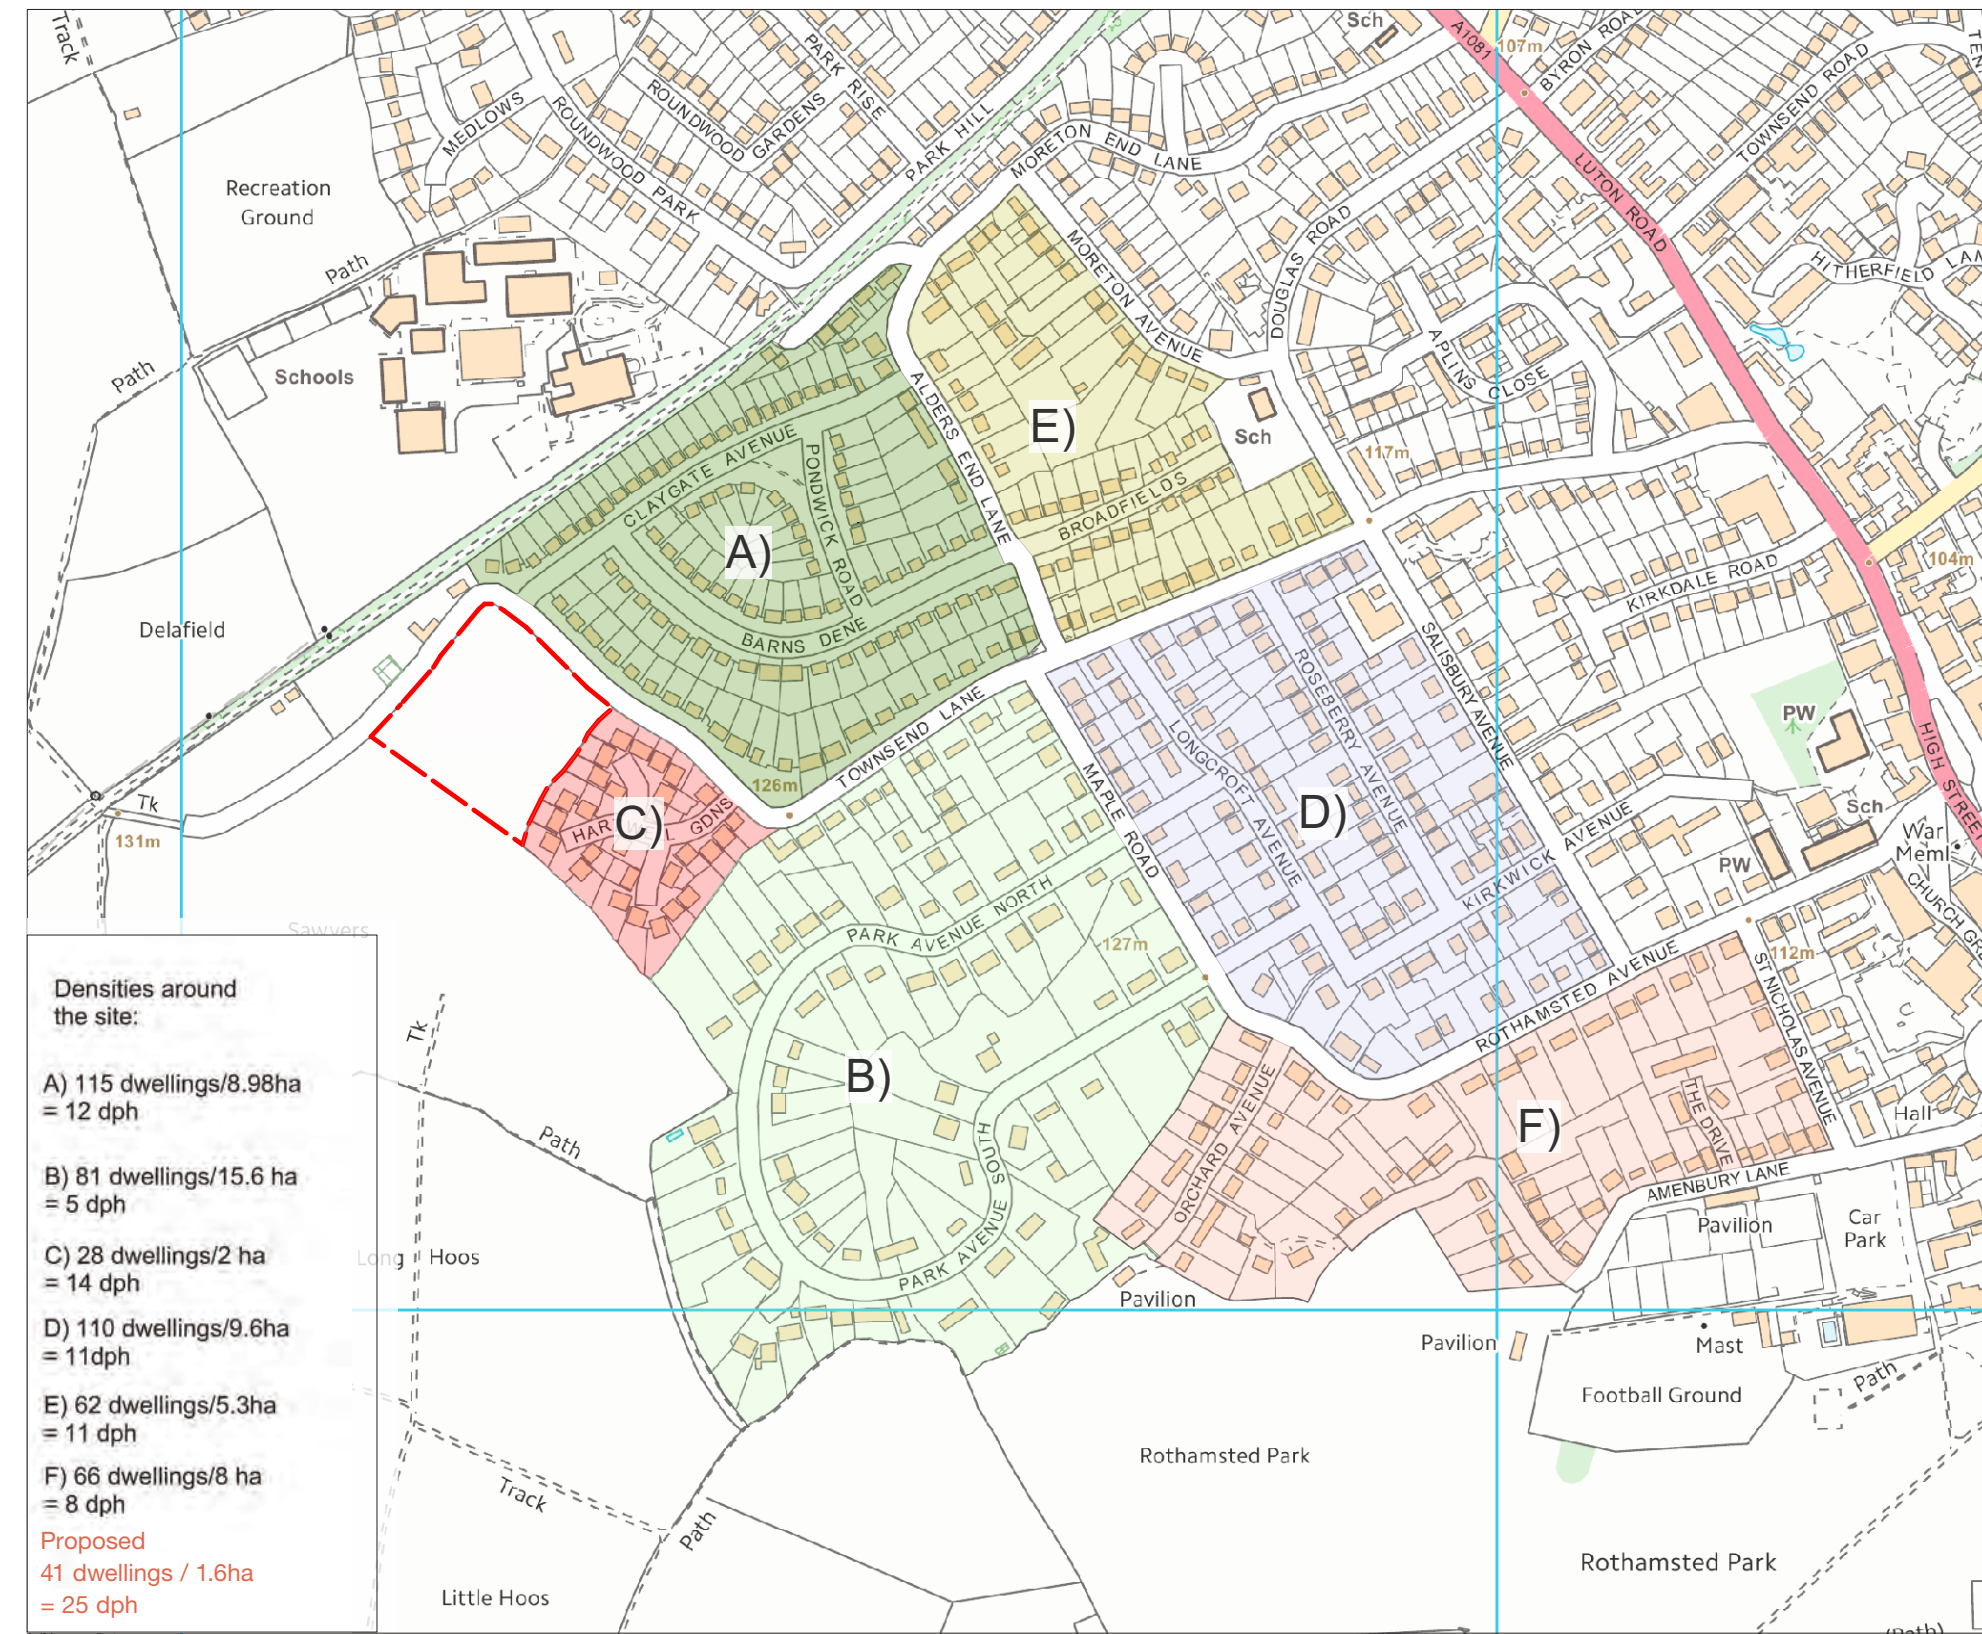 Track
Sch
A1081
107m
BYRON ROAD
TOWNSEND ROAD
PARK RISE
MEDLOWS
ROUNDWOOD PARK
ROUNDWOOD GARDENS
PARK HILL
MORETON END LANE
LUTON ROAD
Recreation
Ground
Path
Path
Schools
MORETON AVENUE
DOUGLAS ROAD
HITHERFIELD LAN
APLINS CLOSE
ALDERS END LANE
E)
Sch
117m
CLAYGATE AVENUE
PONDWICK ROAD
A)
BROADFIELDS
104m
KIRKDALE ROAD
Delafield
BARNS DENE
SALISBURY AVENUE
ROSEBERRY AVENUE
TOWNSEND LANE
LONGCROFT AVENUE
PW
HIGH STREET
126m
Tk
131m
C)
GDNS
MAPLE ROAD
D)
KIRKWICK AVENUE
Sch
War
Meml
PW
CHURCH GR
Sawyers
PARK AVENUE NORTH
127m
ROTHAMSTED AVENUE
112m
ST NICHOLAS AVENUE
Tk
B)
Path
ORCHARD AVENUE
F)
THE DRIVE
Hall
AMENBURY LANE
PARK AVENUE SOUTH
Pavilion
Car
Park
Long Hoos
Pavilion
Pavilion
Mast
Path
Football Ground
Rothamsted Park
Track
Path
Rothamsted Park
Little Hoos
(Path)
Densities around
the site:
A) 115 dwellings/8.98ha
= 12 dph
B) 81 dwellings/15.6 ha
= 5 dph
C) 28 dwellings/2 ha
= 14 dph
D) 110 dwellings/9.6ha
= 11dph
E) 62 dwellings/5.3ha
= 11 dph
F) 66 dwellings/8 ha
= 8 dph
Proposed
41 dwellings / 1.6ha
= 25 dph